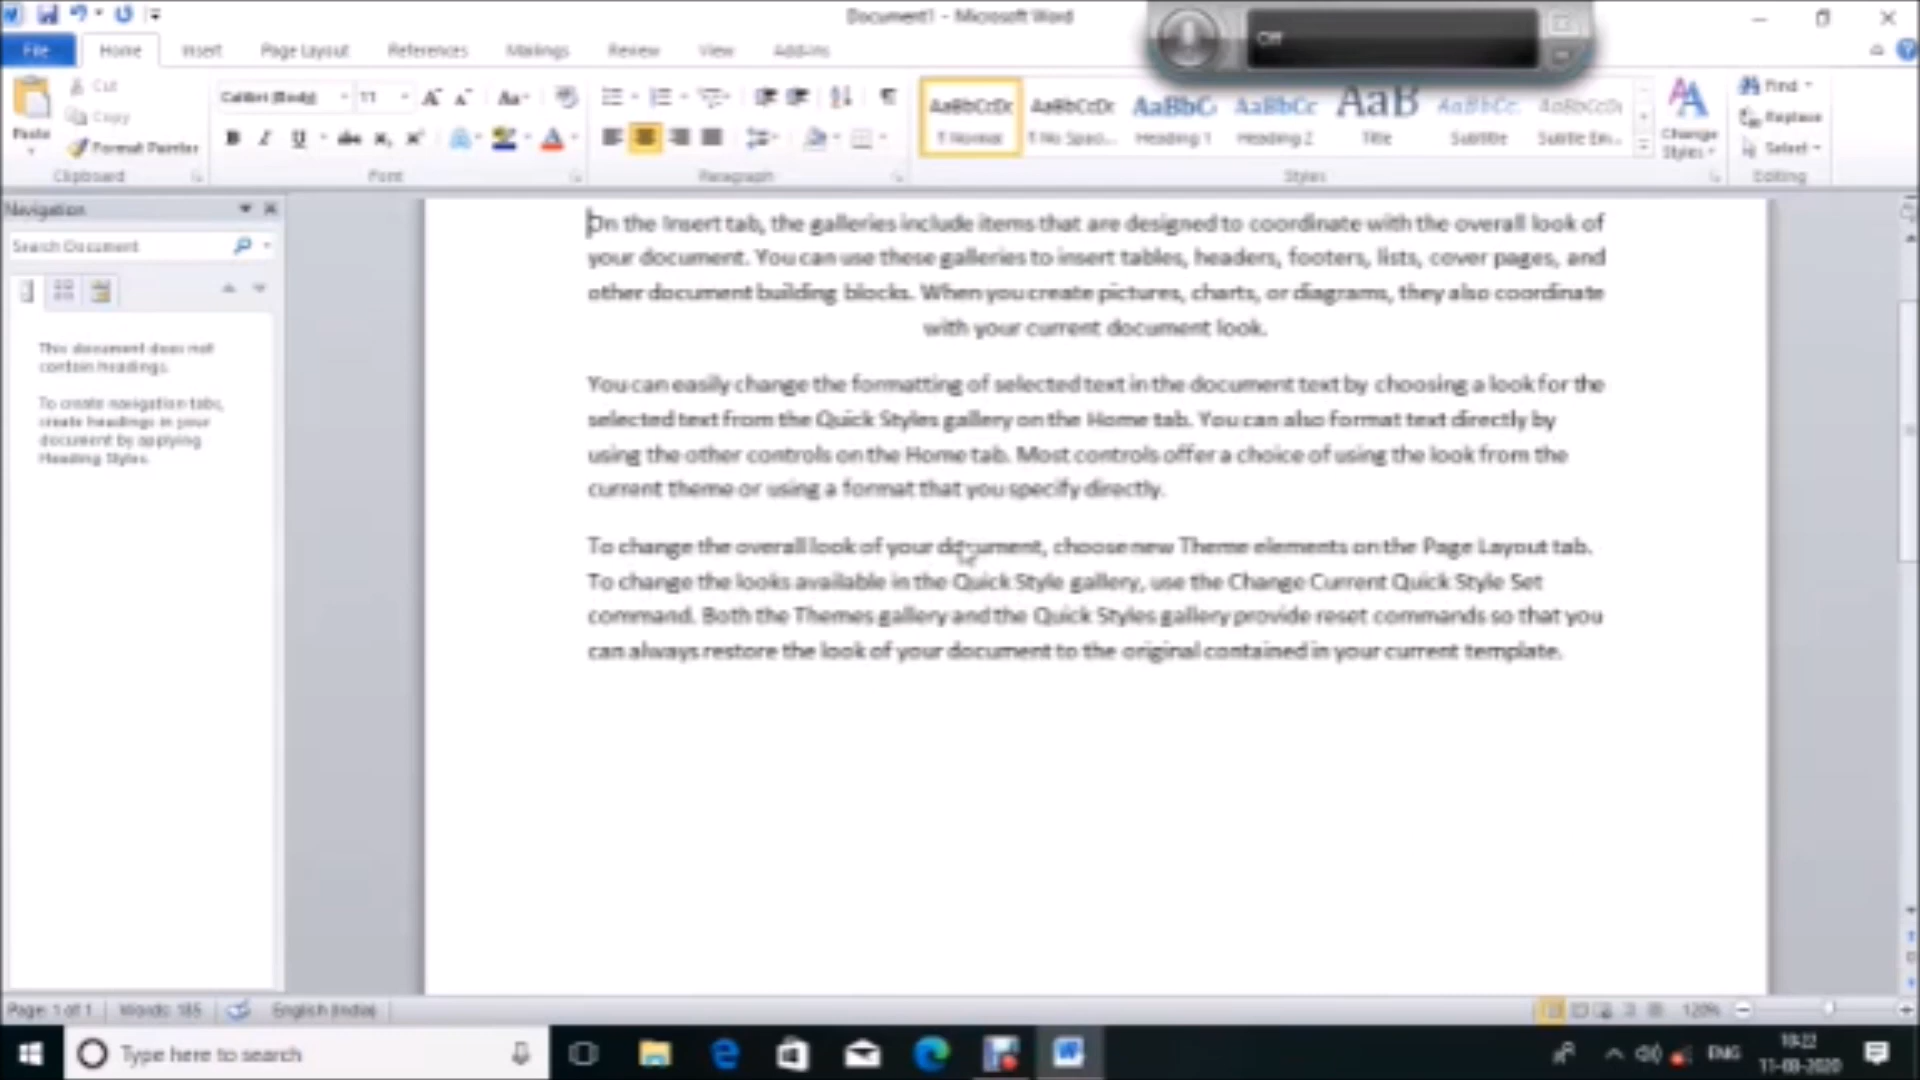 Document1 - Microsoft Word
Off
File Home Insert Page Layout References Mailings Review View Add-Ins
Cut
Copy
Format Painter
Paste
Clipboard
Calibri (Body) 11
Font
Paragraph
AaBbCcDc AaBbCcDc AaBbC AaBbCc AaB AaBbCc. AaBbCcDc
¶ Normal ¶ No Spaci... Heading 1 Heading 2 Title Subtitle Subtle Em...
Styles
Change Styles
Find
Replace
Select
Editing
Navigation
Search Document
This document does not
contain headings.
To create navigation tabs,
create headings in your
document by applying
Heading Styles.
On the Insert tab, the galleries include items that are designed to coordinate with the overall look of
your document. You can use these galleries to insert tables, headers, footers, lists, cover pages, and
other document building blocks. When you create pictures, charts, or diagrams, they also coordinate
with your current document look.
You can easily change the formatting of selected text in the document text by choosing a look for the
selected text from the Quick Styles gallery on the Home tab. You can also format text directly by
using the other controls on the Home tab. Most controls offer a choice of using the look from the
current theme or using a format that you specify directly.
To change the overall look of your document, choose new Theme elements on the Page Layout tab.
To change the looks available in the Quick Style gallery, use the Change Current Quick Style Set
command. Both the Themes gallery and the Quick Styles gallery provide reset commands so that you
can always restore the look of your document to the original contained in your current template.
Page: 1 of 1 Words: 185 English (India) 120%
Type here to search
ENG
11-08-2020